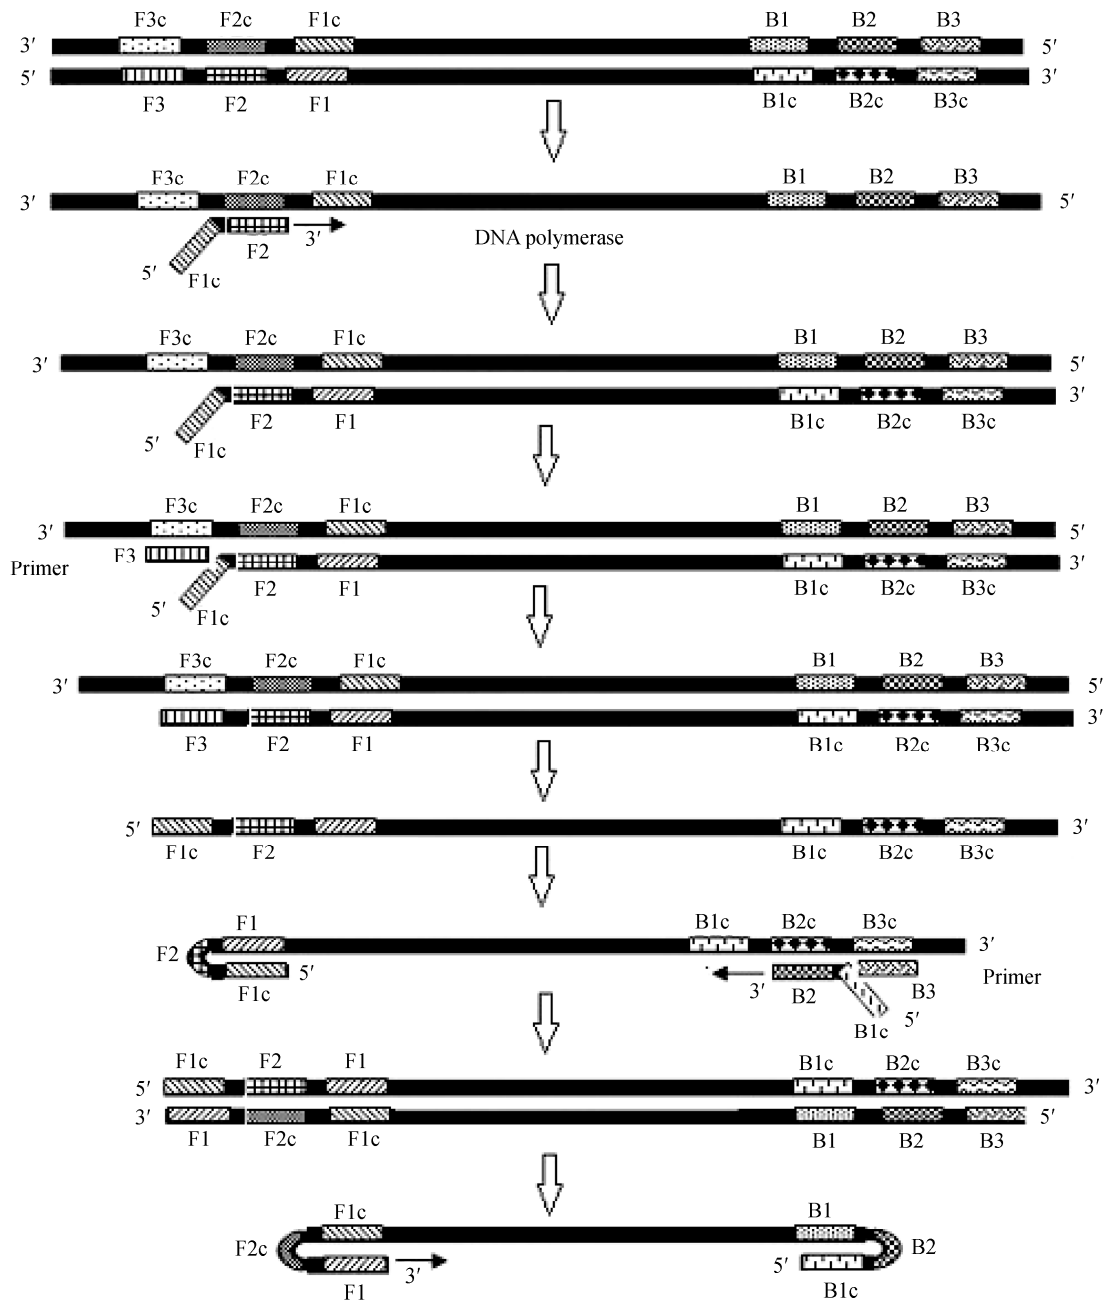 F3c F2c F1c B1 B2 B3
3′ 5′
5′ 3′
F3 F2 F1 B1c B2c B3c
F3c F2c F1c B1 B2 B3
3′ 5′
5′ F1c F2 3′ DNA polymerase
F3c F2c F1c B1 B2 B3
3′ 5′
3′
5′ F1c F2 F1 B1c B2c B3c
F3c F2c F1c B1 B2 B3
3′ 5′
Primer F3 3′
5′ F1c F2 F1 B1c B2c B3c
F3c F2c F1c B1 B2 B3
3′ 5′
3′
F3 F2 F1 B1c B2c B3c
5′ 3′
F1c F2 B1c B2c B3c
F1 B1c B2c B3c
F2 3′
5′ Primer
F1c 3′ B2 B3
B1c 5′
F1c F2 F1 B1c B2c B3c
5′ 3′
3′ 5′
F1 F2c F1c B1 B2 B3
F1c B1
F2c B2
3′ 5′
F1 B1c